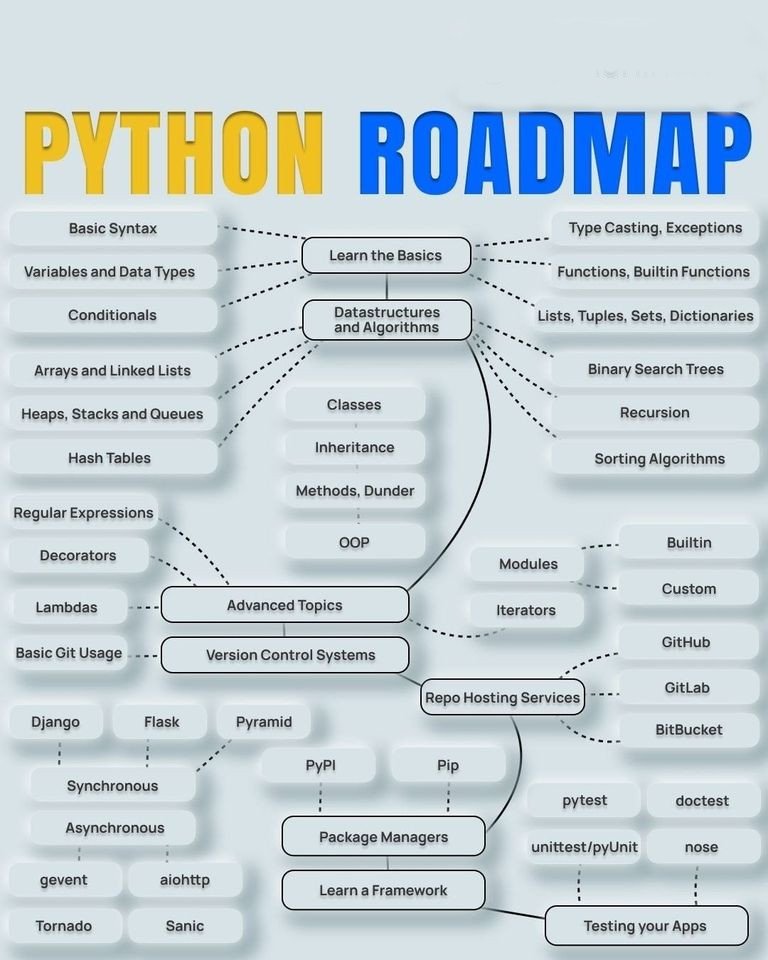 PYTHON ROADMAP
Basic Syntax
Learn the Basics
Type Casting, Exceptions
Variables and Data Types
Functions, Builtin Functions
Conditionals
Datastructures
and Algorithms
Lists, Tuples, Sets, Dictionaries
Arrays and Linked Lists
Binary Search Trees
Heaps, Stacks and Queues
Classes
Recursion
Hash Tables
Inheritance
Sorting Algorithms
Methods, Dunder
OOP
Regular Expressions
Decorators
Lambdas
Advanced Topics
Modules
Builtin
Custom
Iterators
Basic Git Usage
Version Control Systems
Repo Hosting Services
GitHub
GitLab
BitBucket
Django
Flask
Pyramid
Synchronous
Asynchronous
gevent
aiohttp
Tornado
Sanic
PyPI
Pip
Package Managers
Learn a Framework
pytest
doctest
unittest/pyUnit
nose
Testing your Apps